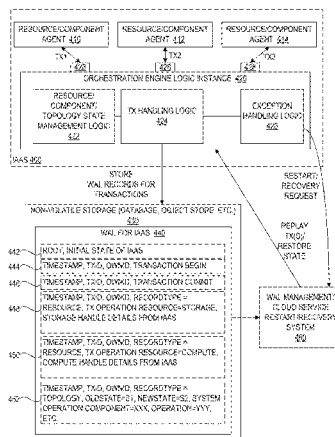 RESOURCE/COMPONENT
AGENT 410
RESOURCE/COMPONENT
AGENT 412
RESOURCE/COMPONENT
AGENT 414
TX1
TX2
ORCHESTRATION ENGINE LOGIC INSTANCE 420
RESOURCE/
COMPONENT
TOPOLOGY STATE
MANAGEMENT LOGIC
422
TX HANDLING LOGIC
424
EXCEPTION
HANDLING LOGIC
IAAS 400
STORE
WAL RECORDS FOR
TRANSACTIONS
RESTART/
RECOVERY
REQUEST
REPLAY
TX(S)/
RESTORE
STATE
NON-VOLATILE STORAGE (DATABASE, OBJECT STORE, ETC.)
WAL FOR IAAS 440
442
ROOT, INITIAL STATE OF IAAS
444
TIMESTAMP, TXID, OWNID, TRANSACTION BEGIN
446
TIMESTAMP, TXID, OWNID, TRANSACTION COMMIT
448
TIMESTAMP, TXID, OWNID, RECORDTYPE =
RESOURCE, TX OPERATION RESOURCE=STORAGE,
STORAGE HANDLE DETAILS FROM IAAS
450
TIMESTAMP, TXID, OWNID, RECORDTYPE =
RESOURCE, TX OPERATION RESOURCE=COMPUTE,
COMPUTE HANDLE DETAILS FROM IAAS
452
TIMESTAMP, TXID, OWNID, RECORDTYPE =
TOPOLOGY, OLDSTATE=S1, NEWSTATE=S2, SYSTEM
OPERATION COMPONENT=XXX, OPERATION=YYY,
ETC.
WAL MANAGEMENT/
CLOUD SERVICE
RESTART/RECOVERY
SYSTEM